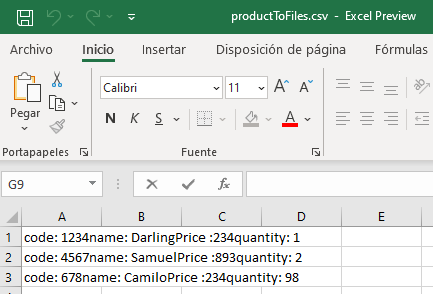 productToFiles.csv - Excel Preview
Archivo Inicio Insertar Disposición de página Fórmulas
Calibri 11 A A
Pegar N K S A
Portapapeles Fuente
G9 fx
A B C D E
1 code: 1234name: DarlingPrice :234quantity: 1
2 code: 4567name: SamuelPrice :893quantity: 2
3 code: 678name: CamiloPrice :234quantity: 98